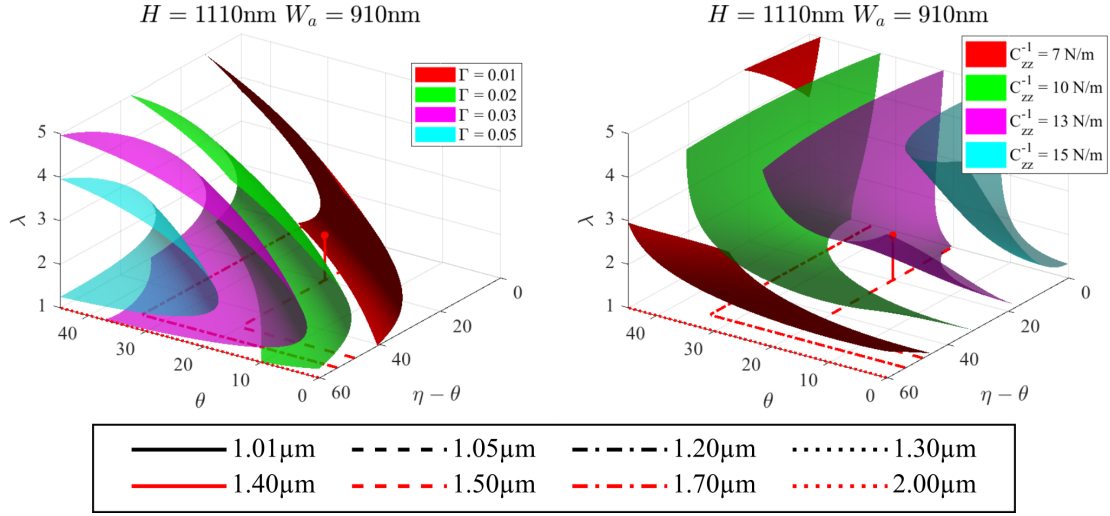 H = 1110nm W_a = 910nm
Γ = 0.01
Γ = 0.02
Γ = 0.03
Γ = 0.05
λ
5
4
3
2
1
40
30
20
10
0
θ
60
40
20
0
η − θ
H = 1110nm W_a = 910nm
C_zz^-1 = 7 N/m
C_zz^-1 = 10 N/m
C_zz^-1 = 13 N/m
C_zz^-1 = 15 N/m
λ
5
4
3
2
1
40
30
20
10
0
θ
60
40
20
0
η − θ
1.01µm 1.05µm 1.20µm 1.30µm
1.40µm 1.50µm 1.70µm 2.00µm